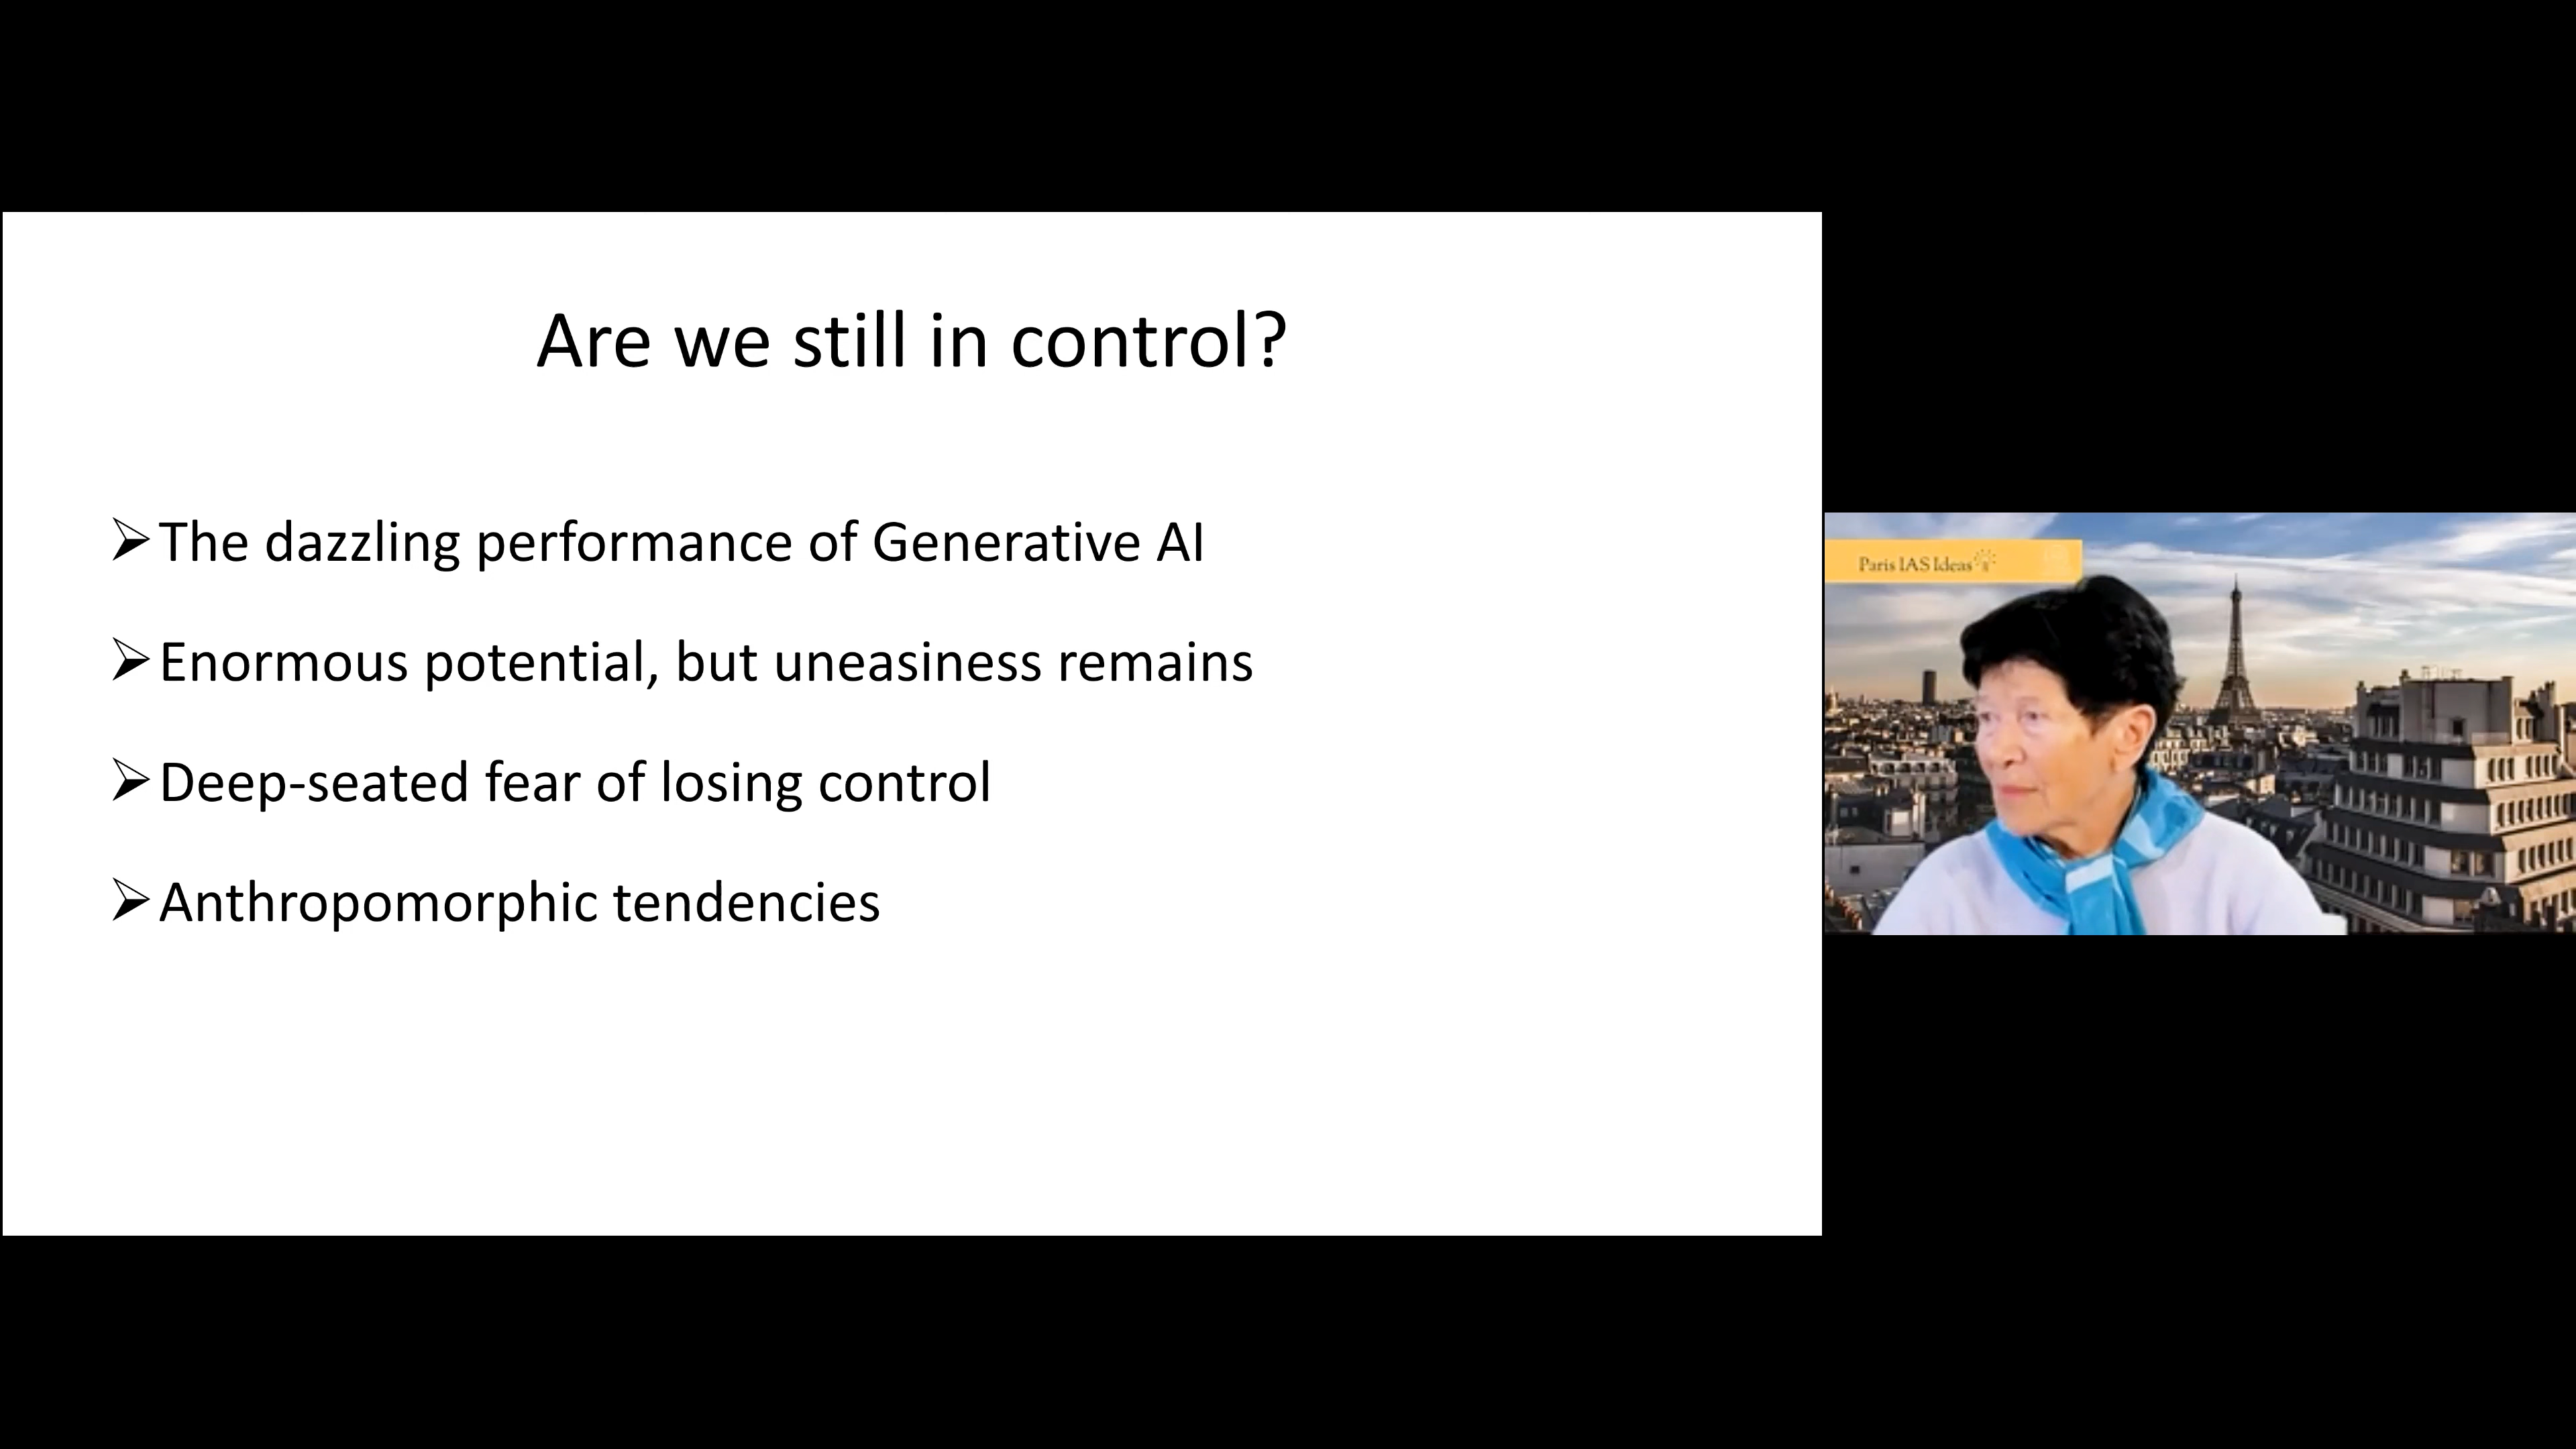 Are we still in control?
The dazzling performance of Generative AI
Enormous potential, but uneasiness remains
Deep-seated fear of losing control
Anthropomorphic tendencies
Paris IAS Ideas